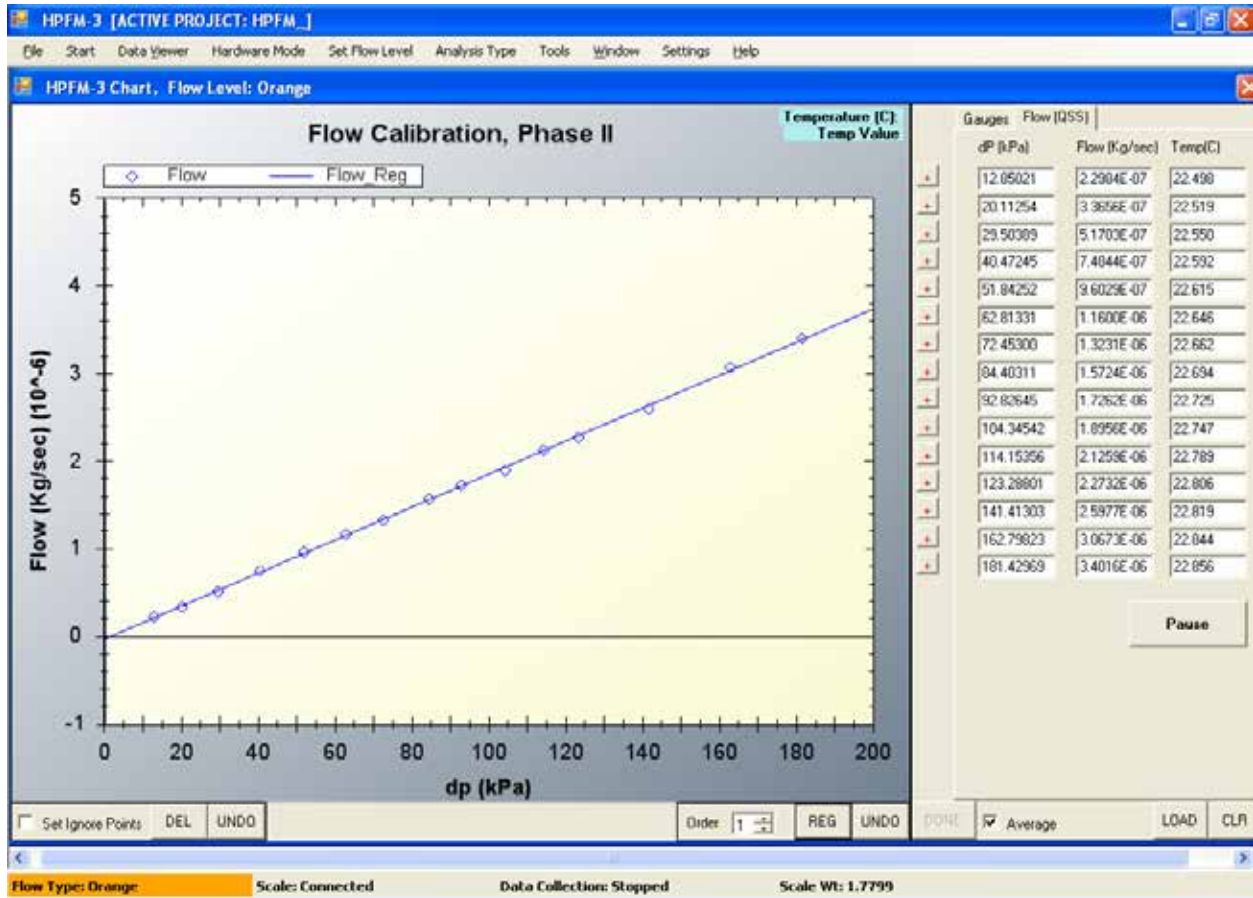 HPFM-3 [ACTIVE PROJECT: HPFM_]
File Start Data Viewer Hardware Mode Set Flow Level Analysis Type Tools Window Settings Help
HPFM-3 Chart, Flow Level: Orange
Temperature (C):
Temp Value
Flow Calibration, Phase II
Flow Flow_Reg
5
4
3
2
1
0
-1
Flow (Kg/sec) (10^-6)
0 20 40 60 80 100 120 140 160 180 200
dp (kPa)
Gauges Flow (QSS)
dP (kPa) Flow (Kg/sec) Temp(C)
+ 12.85021 2.2984E-07 22.498
+ 20.11254 3.3656E-07 22.519
+ 29.50389 5.1703E-07 22.550
+ 40.47245 7.4844E-07 22.592
+ 51.84252 9.6029E-07 22.615
+ 62.81331 1.1600E-06 22.646
+ 72.45300 1.3231E-06 22.662
+ 84.40311 1.5724E-06 22.694
+ 92.82645 1.7262E-06 22.725
+ 104.34542 1.8956E-06 22.747
+ 114.15356 2.1259E-06 22.789
+ 123.28801 2.2732E-06 22.806
+ 141.41303 2.5977E-06 22.819
+ 162.79823 3.0673E-06 22.844
+ 181.42969 3.4016E-06 22.856
Pause
Set Ignore Points DEL UNDO Order 1 REG UNDO DONE Average LOAD CLR
Flow Type: Orange Scale: Connected Data Collection: Stopped Scale Wt: 1.7799